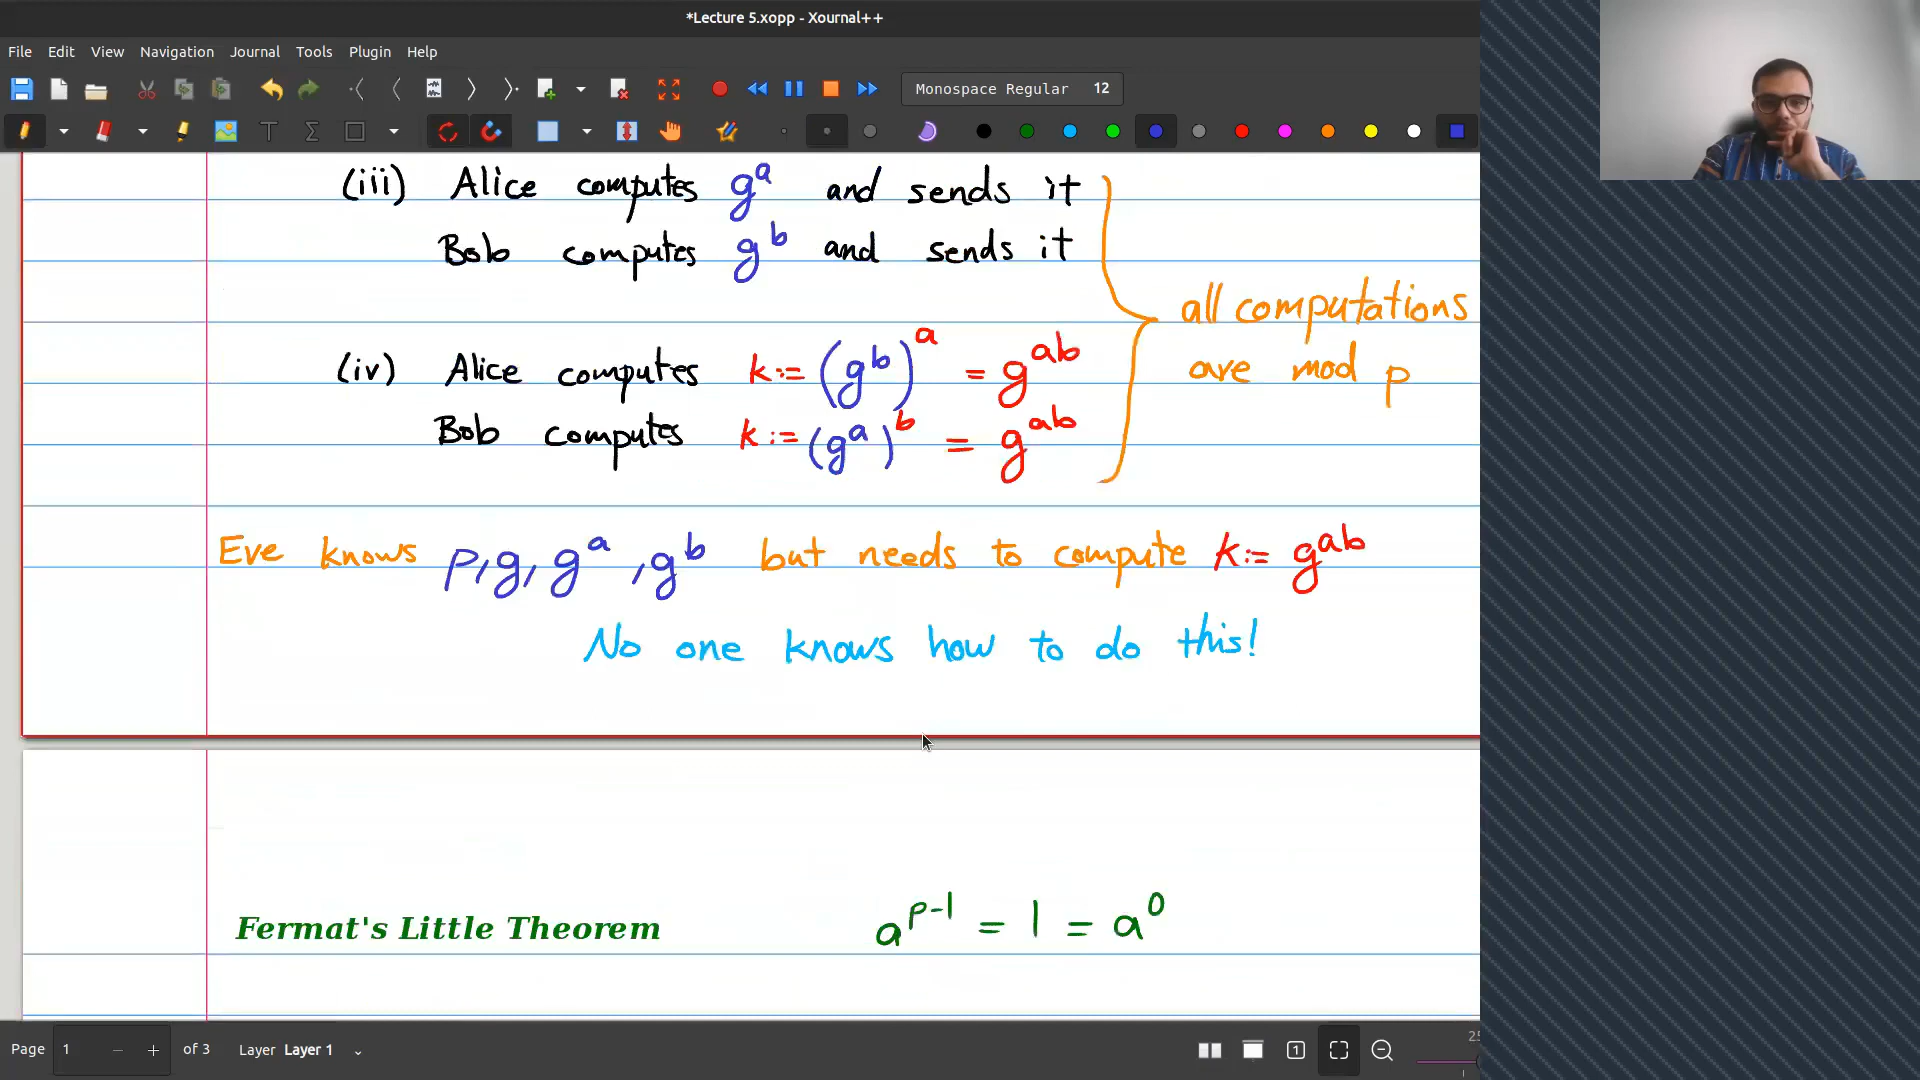 *Lecture 5.xopp - Xournal++
File Edit View Navigation Journal Tools Plugin Help
Monospace Regular 12
(iii) Alice computes g^a and sends it
Bob computes g^b and sends it
all computations
are mod p
(iv) Alice computes k := (g^b)^a = g^ab
Bob computes k := (g^a)^b = g^ab
Eve knows p, g, g^a, g^b but needs to compute k := g^ab
No one knows how to do this!
Fermat's Little Theorem a^p-1 = 1 = a^0
Page 1 − + of 3 Layer Layer 1